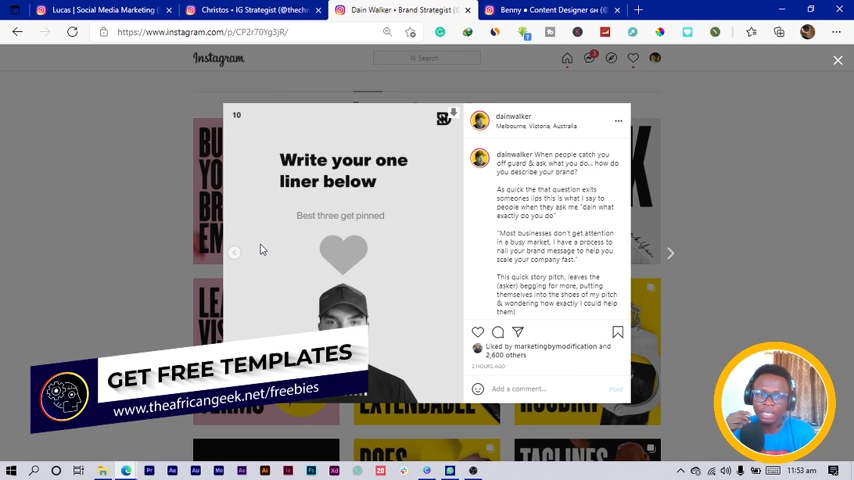 Lucas | Social Media Marketing (
Christos • IG Strategist (@thechr
Dain Walker • Brand Strategist (
Benny • Content Designer GH (
https://www.instagram.com/p/CP2r70Yg3jR/
Instagram
Search
10
Write your one
liner below
Best three get pinned
dainwalker
Melbourne, Victoria, Australia
dainwalker When people catch you
off guard & ask what you do... how do
you describe your brand?
As quick the that question exits
someones lips this is what I say to
people when they ask me "dain what
exactly do you do"
"Most businesses don't get attention
in a busy market, I have a process to
nail your brand message to help you
scale your company fast."
This quick story pitch, leaves the
(asker) begging for more, putting
themselves into the shoes of my pitch
& wondering how exactly I could help
them!
Liked by marketingbymodification and
2,600 others
2 HOURS AGO
Add a comment...
Post
GET FREE TEMPLATES
www.theafricangeek.net/freebies
EXTENDABLE
HOUDINI
DOES
TAGLINES
11:53 am